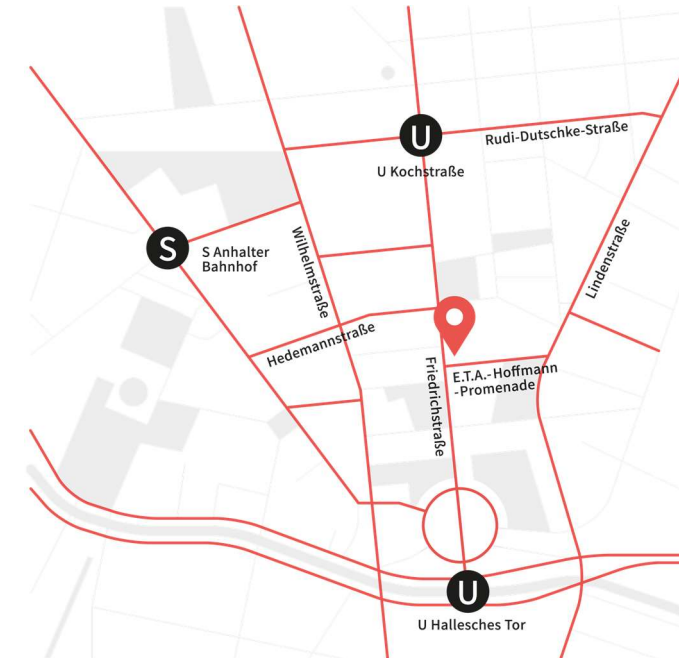 U
Rudi-Dutschke-Straße
U Kochstraße
S
S Anhalter
Bahnhof
Wilhelmstraße
Lindenstraße
Hedemannstraße
Friedrichstraße
E.T.A.-Hoffmann
-Promenade
U
U Hallesches Tor